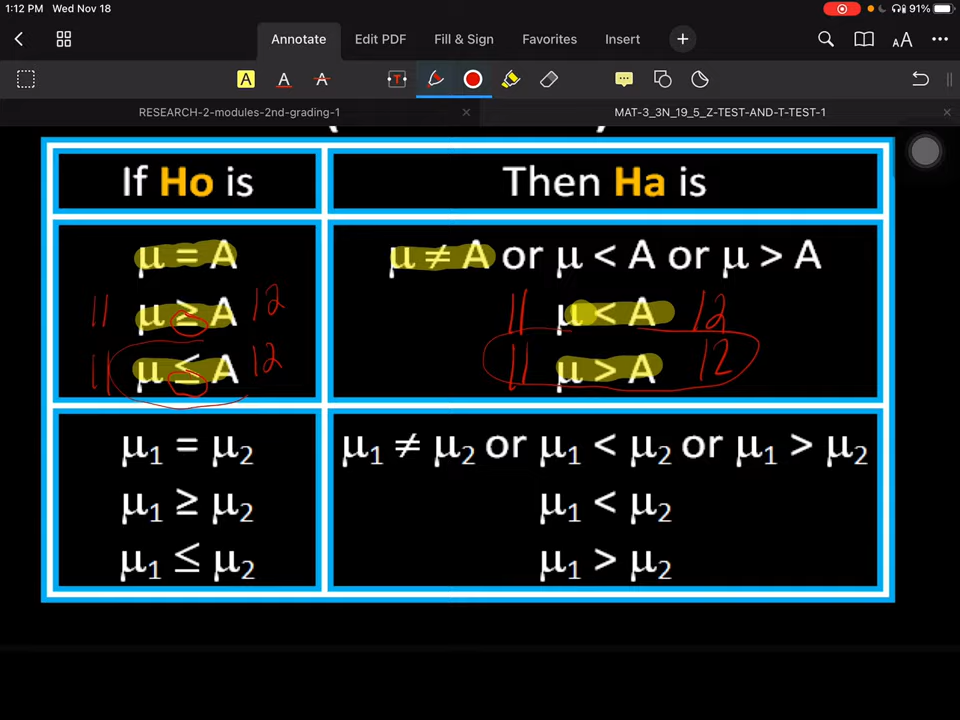 1:12 PM Wed Nov 18
91%
Annotate
Edit PDF
Fill & Sign
Favorites
Insert
AA
A A A T
RESEARCH-2-modules-2nd-grading-1
MAT-3_3N_19_5_Z-TEST-AND-T-TEST-1
If Ho is
Then Ha is
μ = A
μ ≠ A or μ < A or μ > A
11 μ ≥ A 12
11 μ < A 12
11 μ ≤ A 12
11 μ > A 12
μ₁ = μ₂
μ₁ ≠ μ₂ or μ₁ < μ₂ or μ₁ > μ₂
μ₁ ≥ μ₂
μ₁ < μ₂
μ₁ ≤ μ₂
μ₁ > μ₂